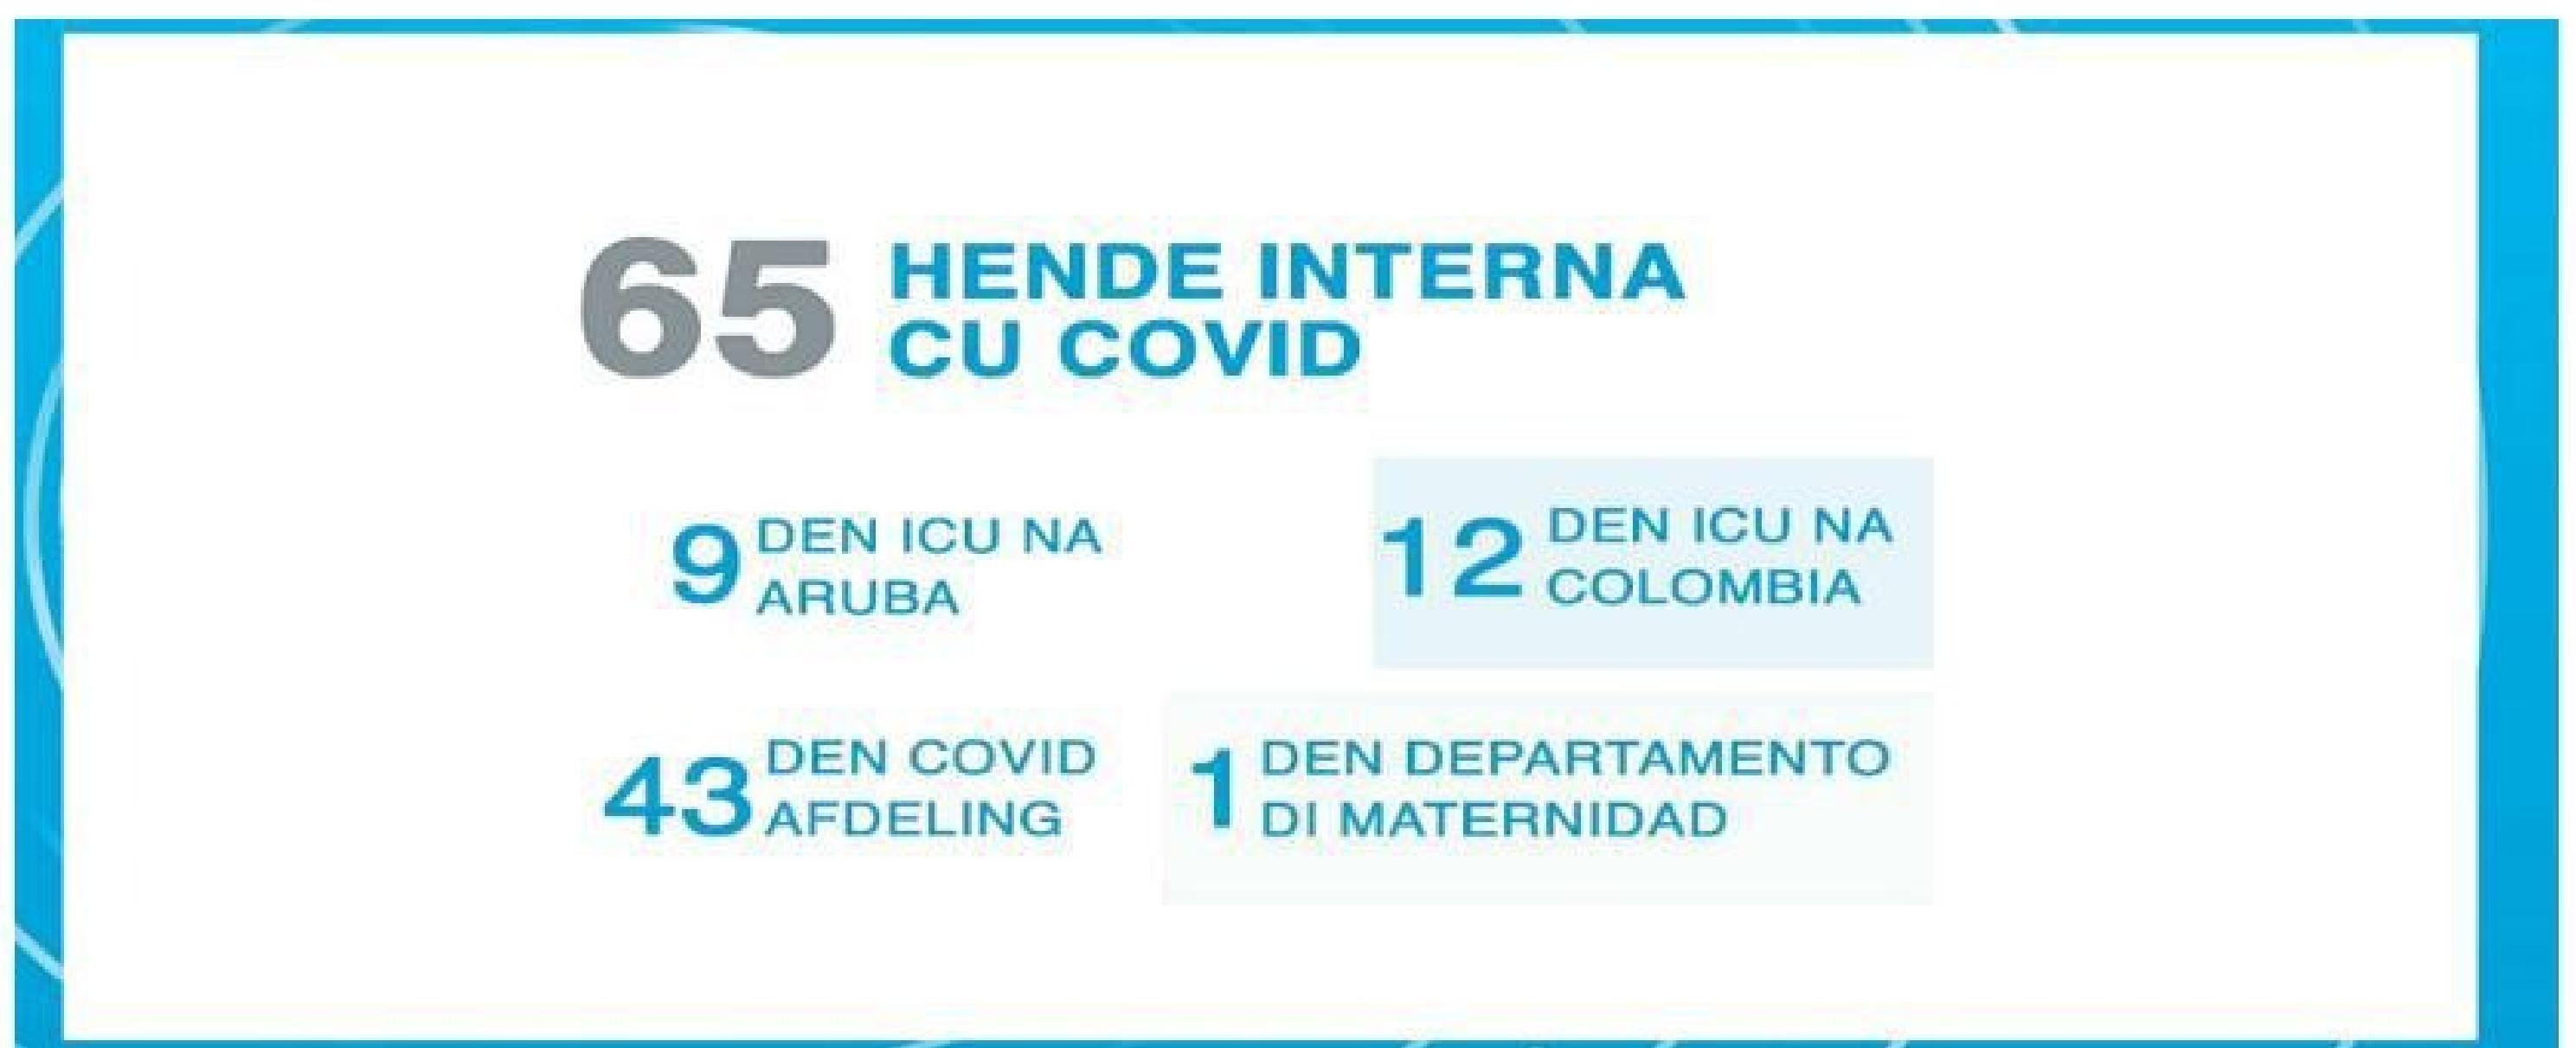 65 HENDE INTERNA
CU COVID
9 DEN ICU NA
ARUBA
12 DEN ICU NA
COLOMBIA
43 DEN COVID
AFDELING
1 DEN DEPARTAMENTO
DI MATERNIDAD